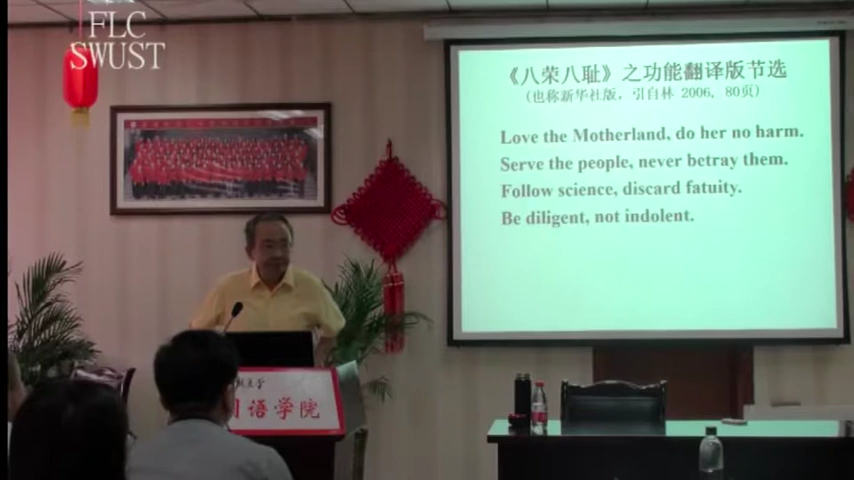 FLC
SWUST
《八荣八耻》之功能翻译版节选
(也称新华社版，引自林 2006, 80页)
Love the Motherland, do her no harm.
Serve the people, never betray them.
Follow science, discard fatuity.
Be diligent, not indolent.
语学院